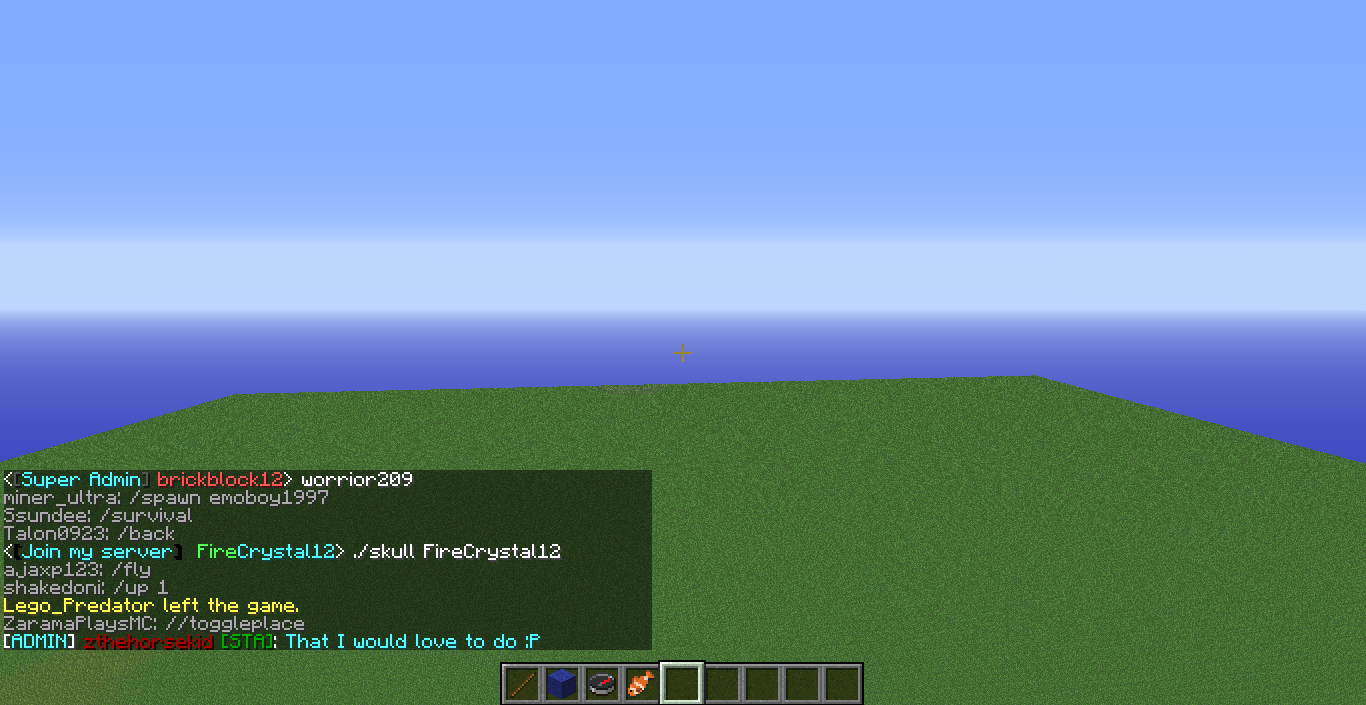 <[Super Admin] brickblock12> worrior209
miner_ultra: /spawn emoboy1997
Ssundee: /survival
Talon0923: /back
<[Join my server]  FireCrystal12> ./skull FireCrystal12
ajaxp123: /fly
shakedoni: /up 1
Lego_Predator left the game.
ZaramaPlaysMC: //toggleplace
[ADMIN] zthehorsekid [STA]: That I would love to do :P